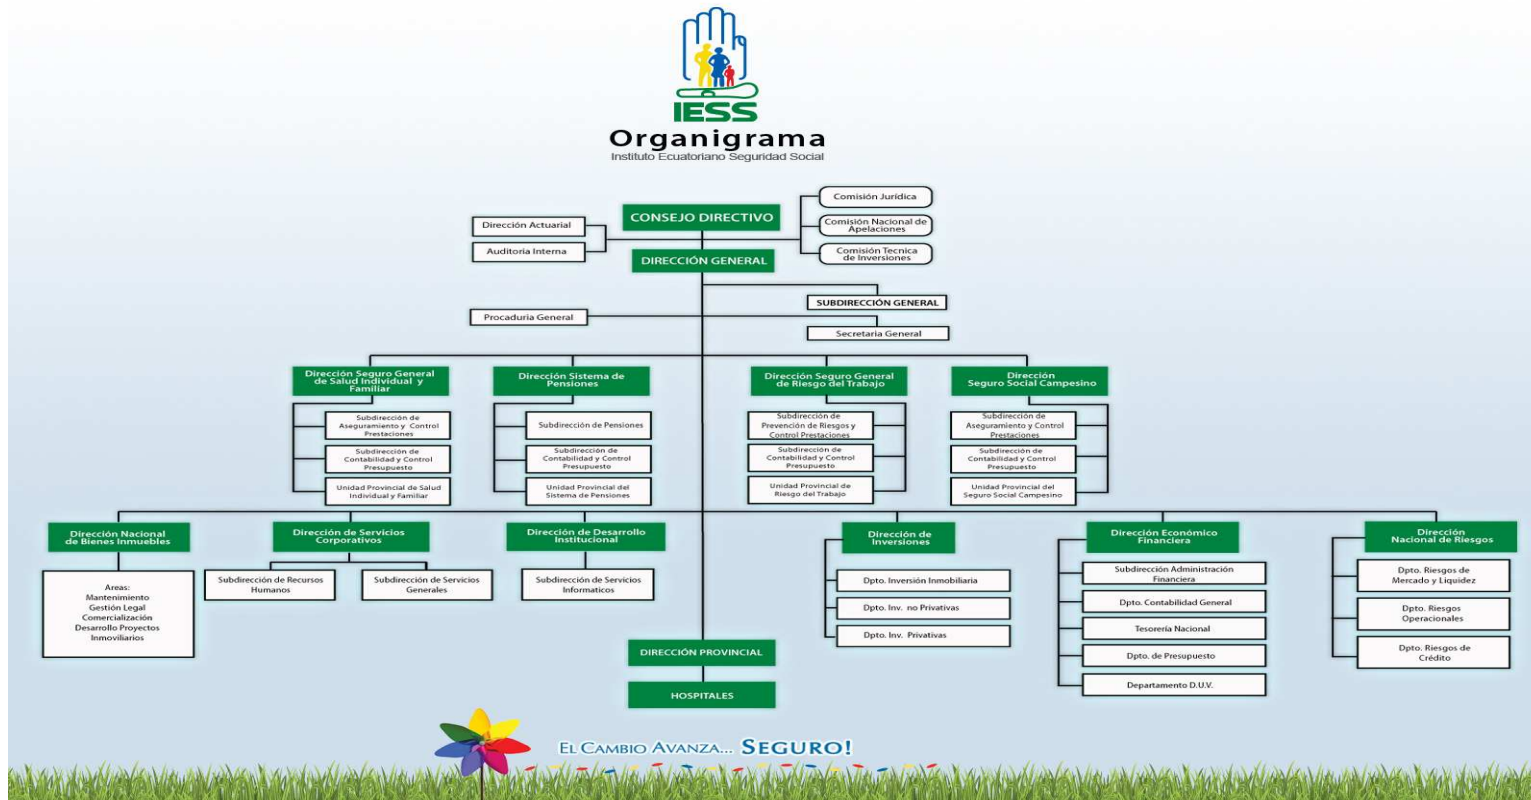 IESS
Organigrama
Instituto Ecuatoriano Seguridad Social
CONSEJO DIRECTIVO
Dirección Actuarial
Auditoria Interna
Comisión Jurídica
Comisión Nacional de
Apelaciones
Comisión Tecnica
de Inversiones
DIRECCIÓN GENERAL
SUBDIRECCIÓN GENERAL
Procaduria General
Secretaria General
Dirección Seguro General
de Salud Individual y
Familiar
Subdirección de
Aseguramiento y Control
Prestaciones
Subdirección de
Contabilidad y Control
Presupuesto
Unidad Provincial de Salud
Individual y Familiar
Dirección Sistema de
Pensiones
Subdirección de Pensiones
Subdirección de
Contabilidad y Control
Presupuesto
Unidad Provincial del
Sistema de Pensiones
Dirección Seguro General
de Riesgo del Trabajo
Subdirección de
Prevención de Riesgos y
Control Prestaciones
Subdirección de
Contabilidad y Control
Presupuesto
Unidad Provincial de
Riesgo del Trabajo
Dirección
Seguro Social Campesino
Subdirección de
Aseguramiento y Control
Prestaciones
Subdirección de
Contabilidad y Control
Presupuesto
Unidad Provincial del
Seguro Social Campesino
Dirección Nacional
de Bienes Inmuebles
Areas:
Mantenimiento
Gestión Legal
Comercialización
Desarrollo Proyectos
Inmoviliarios
Dirección de Servicios
Corporativos
Subdirección de Recursos
Humanos
Subdirección de Servicios
Generales
Dirección de Desarrollo
Institucional
Subdirección de Servicios
Informaticos
Dirección de
Inversiones
Dpto. Inversión Inmobiliaria
Dpto. Inv. no Privativas
Dpto. Inv. Privativas
Dirección Económico
Financiera
Subdirección Administración
Financiera
Dpto. Contabilidad General
Tesorería Nacional
Dpto. de Presupuesto
Departamento D.U.V.
Dirección
Nacional de Riesgos
Dpto. Riesgos de
Mercado y Liquidez
Dpto. Riesgos
Operacionales
Dpto. Riesgos de
Crédito
DIRECCIÓN PROVINCIAL
HOSPITALES
EL CAMBIO AVANZA... SEGURO!